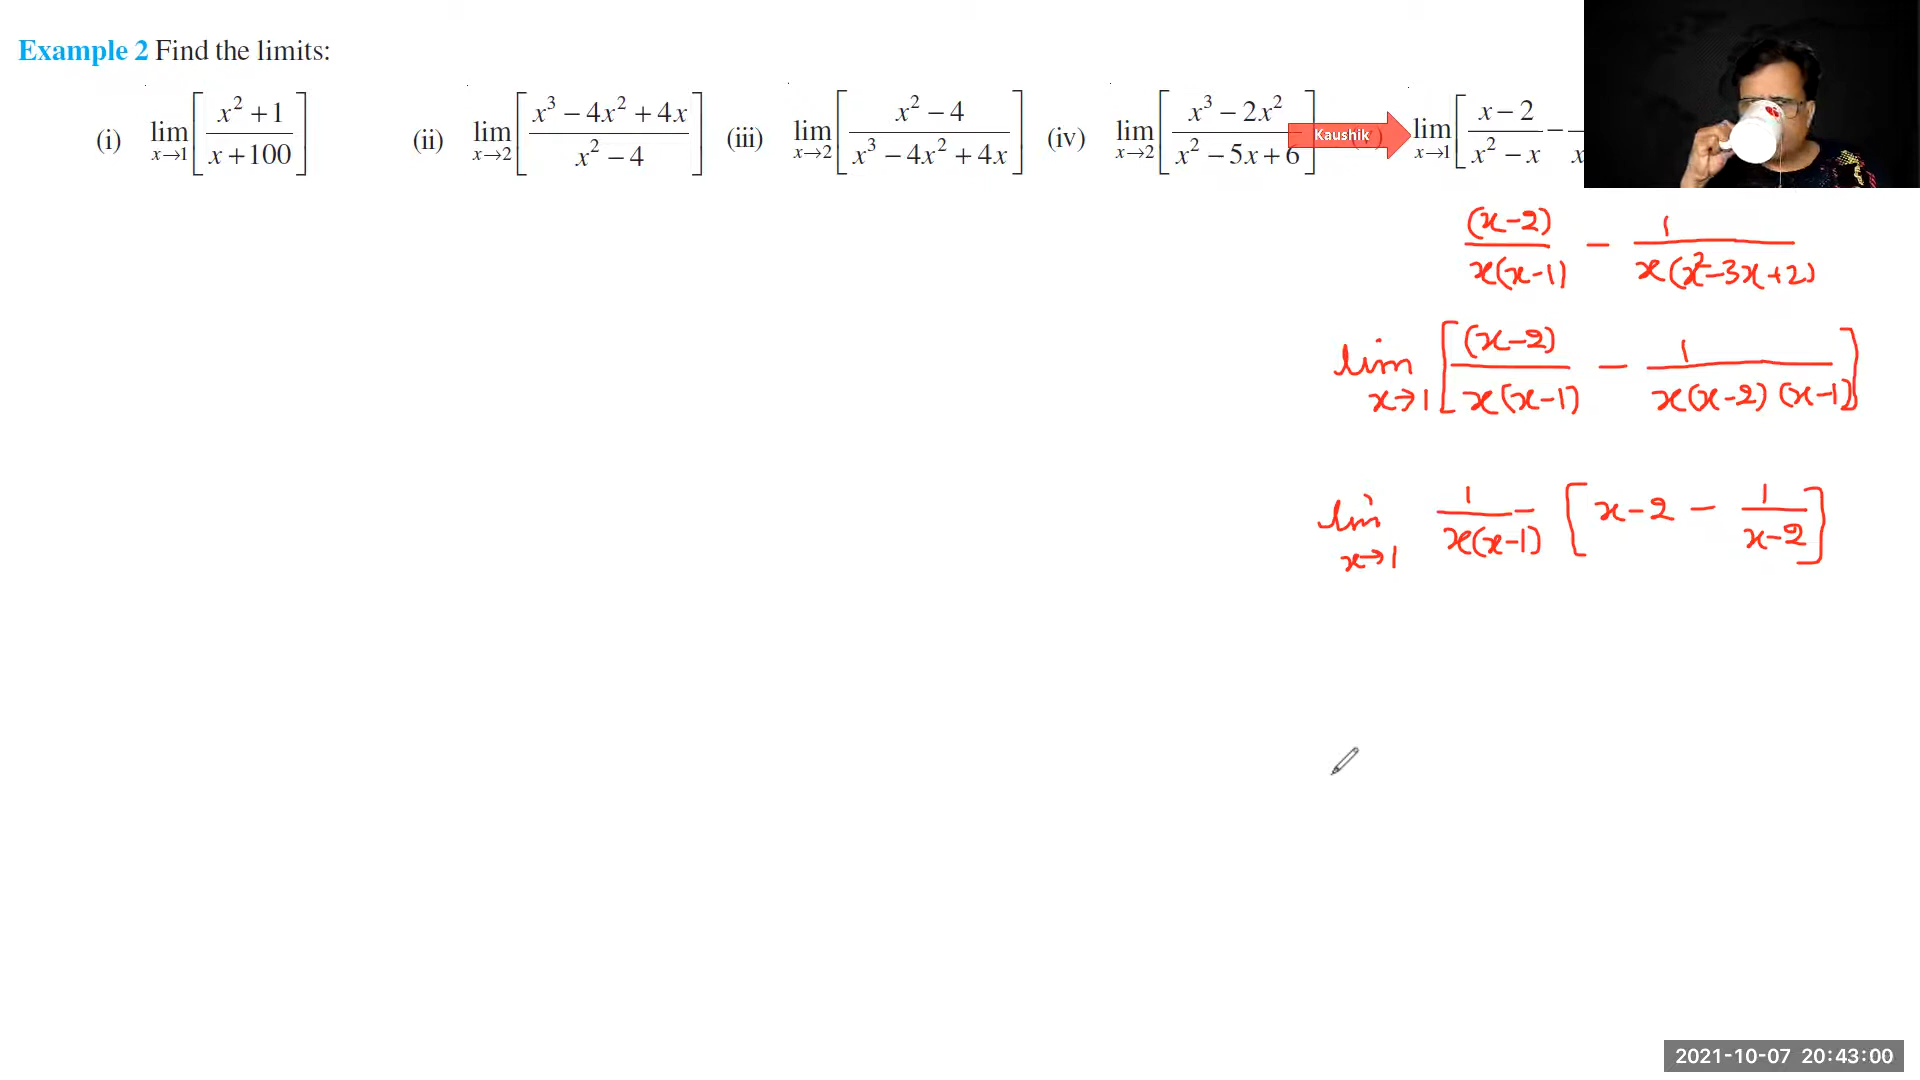 Example 2 Find the limits:
(i) lim x→1 [ (x² + 1) / (x + 100) ] (ii) lim x→2 [ (x³ − 4x² + 4x) / (x² − 4) ] (iii) lim x→2 [ (x² − 4) / (x³ − 4x² + 4x) ] (iv) lim x→2 [ (x³ − 2x²) / (x² − 5x + 6) ] Kaushik lim x→1 [ (x − 2) / (x² − x) − x
(x−2) / x(x−1) − 1 / x(x²−3x+2)
lim x→1 [ (x−2) / x(x−1) − 1 / x(x−2)(x−1) ]
lim x→1 1 / x(x−1) [ x−2 − 1 / (x−2) ]
2021-10-07 20:43:00